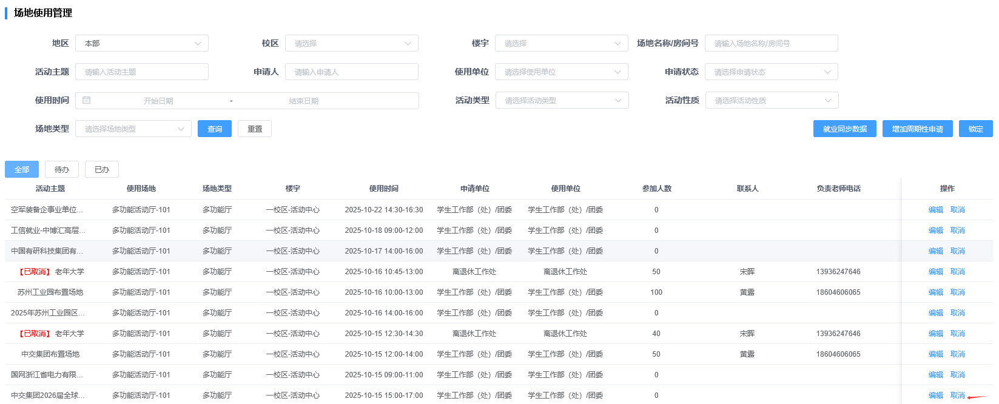 场地使用管理
地区 本部 校区 请选择 楼宇 请选择 场地名称/房间号 请输入场地名称/房间号
活动主题 请输入活动主题 申请人 请输入申请人 使用单位 请选择使用单位 申请状态 请选择申请状态
使用时间 开始日期 - 结束日期 活动类型 请选择活动类型 活动性质 请选择活动性质
场地类型 请选择场地类型 查询 重置 就业同步数据 增加周期性申请 锁定
全部 待办 已办
活动主题 使用场地 场地类型 楼宇 使用时间 申请单位 使用单位 参加人数 联系人 负责老师电话 操作
空军装备企事业单位... 多功能活动厅-101 多功能厅 一校区-活动中心 2025-10-22 14:30-16:30 学生工作部（处）/团委 学生工作部（处）/团委 0 编辑 取消
工信就业-中博汇高层... 多功能活动厅-101 多功能厅 一校区-活动中心 2025-10-18 09:00-12:00 学生工作部（处）/团委 学生工作部（处）/团委 0 编辑 取消
中国有研科技集团有... 多功能活动厅-101 多功能厅 一校区-活动中心 2025-10-17 14:00-16:00 学生工作部（处）/团委 学生工作部（处）/团委 0 编辑 取消
【已取消】 老年大学 多功能活动厅-101 多功能厅 一校区-活动中心 2025-10-16 10:45-13:00 离退休工作处 离退休工作处 50 宋晖 13936247646 编辑 取消
苏州工业园布置场地 多功能活动厅-101 多功能厅 一校区-活动中心 2025-10-16 10:00-13:00 学生工作部（处）/团委 学生工作部（处）/团委 100 黄露 18604606065 编辑 取消
2025年苏州工业园区... 多功能活动厅-101 多功能厅 一校区-活动中心 2025-10-16 14:00-16:00 学生工作部（处）/团委 学生工作部（处）/团委 0 编辑 取消
【已取消】 老年大学 多功能活动厅-101 多功能厅 一校区-活动中心 2025-10-15 12:30-14:30 离退休工作处 离退休工作处 40 宋晖 13936247646 编辑 取消
中交集团布置场地 多功能活动厅-101 多功能厅 一校区-活动中心 2025-10-15 12:00-14:00 学生工作部（处）/团委 学生工作部（处）/团委 50 黄露 18604606065 编辑 取消
国网浙江省电力有限... 多功能活动厅-101 多功能厅 一校区-活动中心 2025-10-15 09:00-11:00 学生工作部（处）/团委 学生工作部（处）/团委 0 编辑 取消
中交集团2026届全球... 多功能活动厅-101 多功能厅 一校区-活动中心 2025-10-15 15:00-17:00 学生工作部（处）/团委 学生工作部（处）/团委 0 编辑 取消